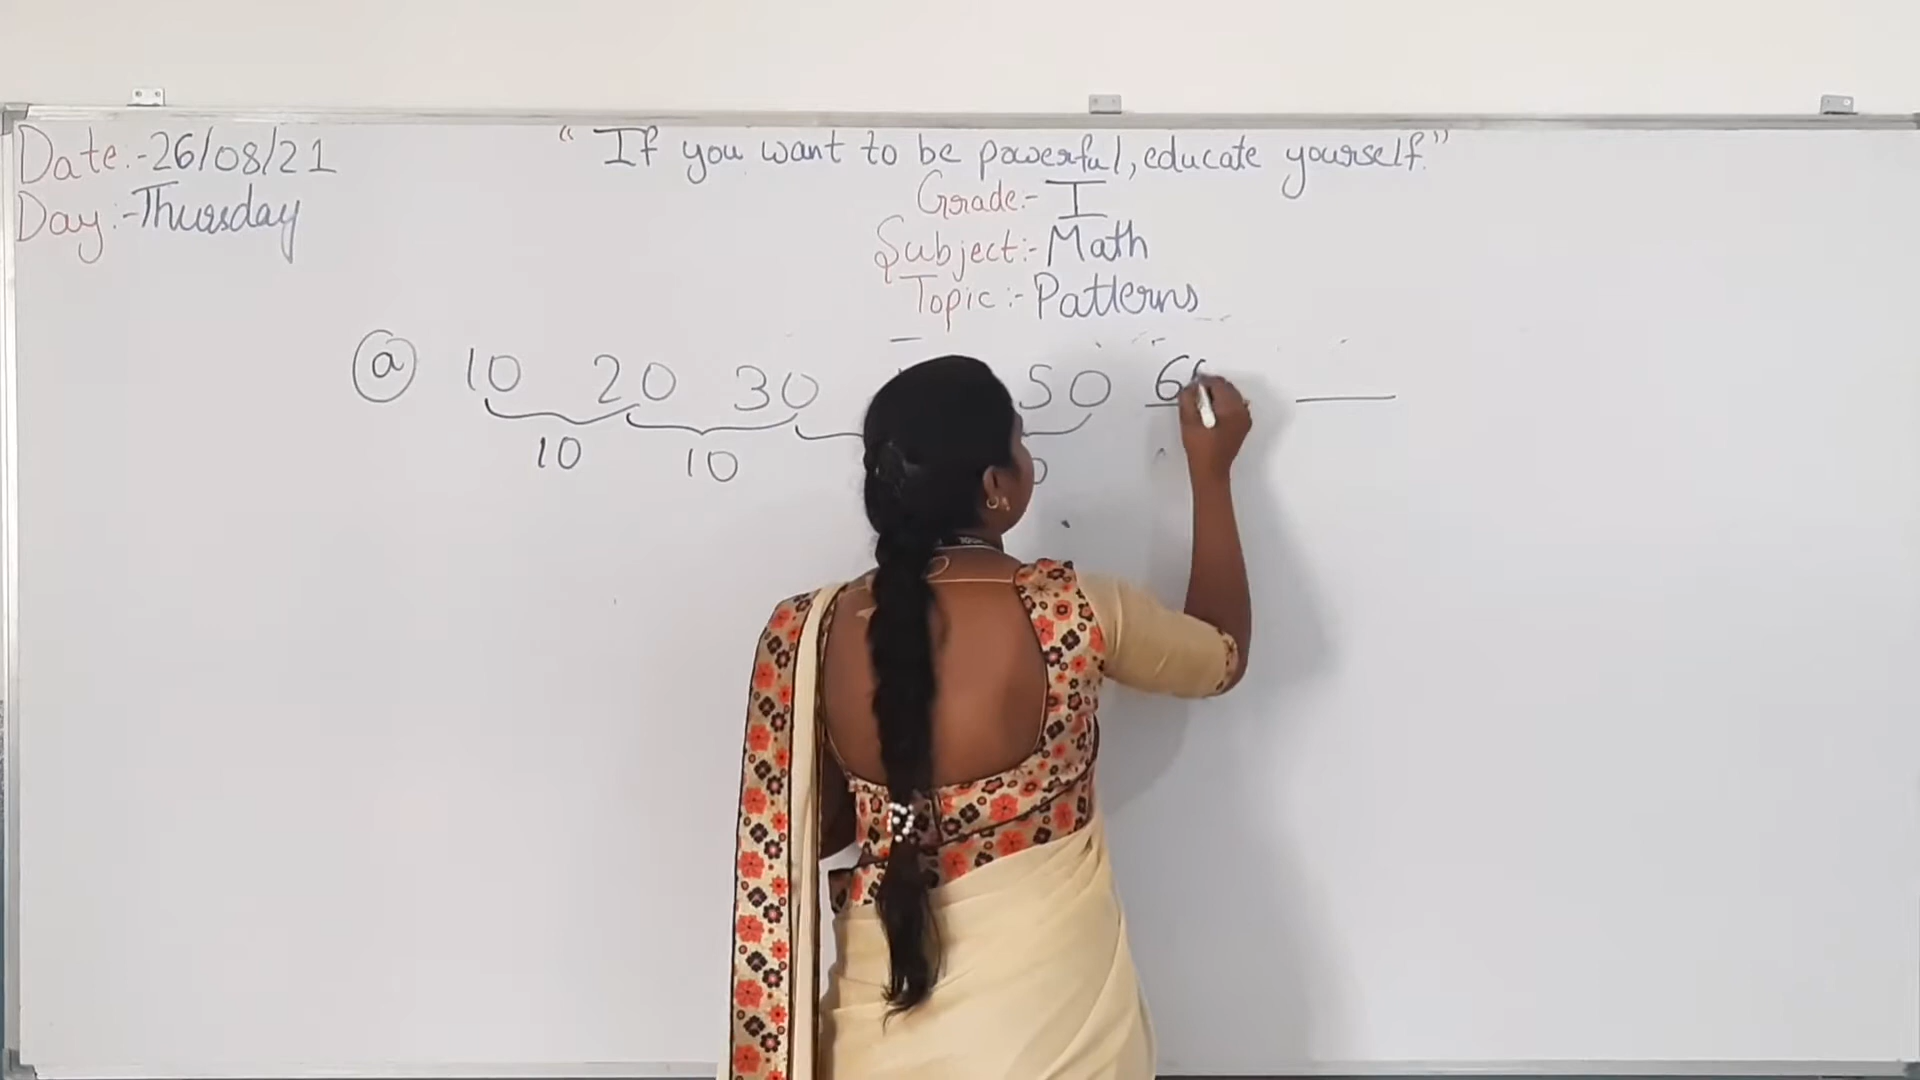 Date:-26/08/21
Day:-Thursday
"If you want to be powerful, educate yourself."
Grade:- I
Subject:- Math
Topic:- Patterns
a 10 20 30 50 6
10 10